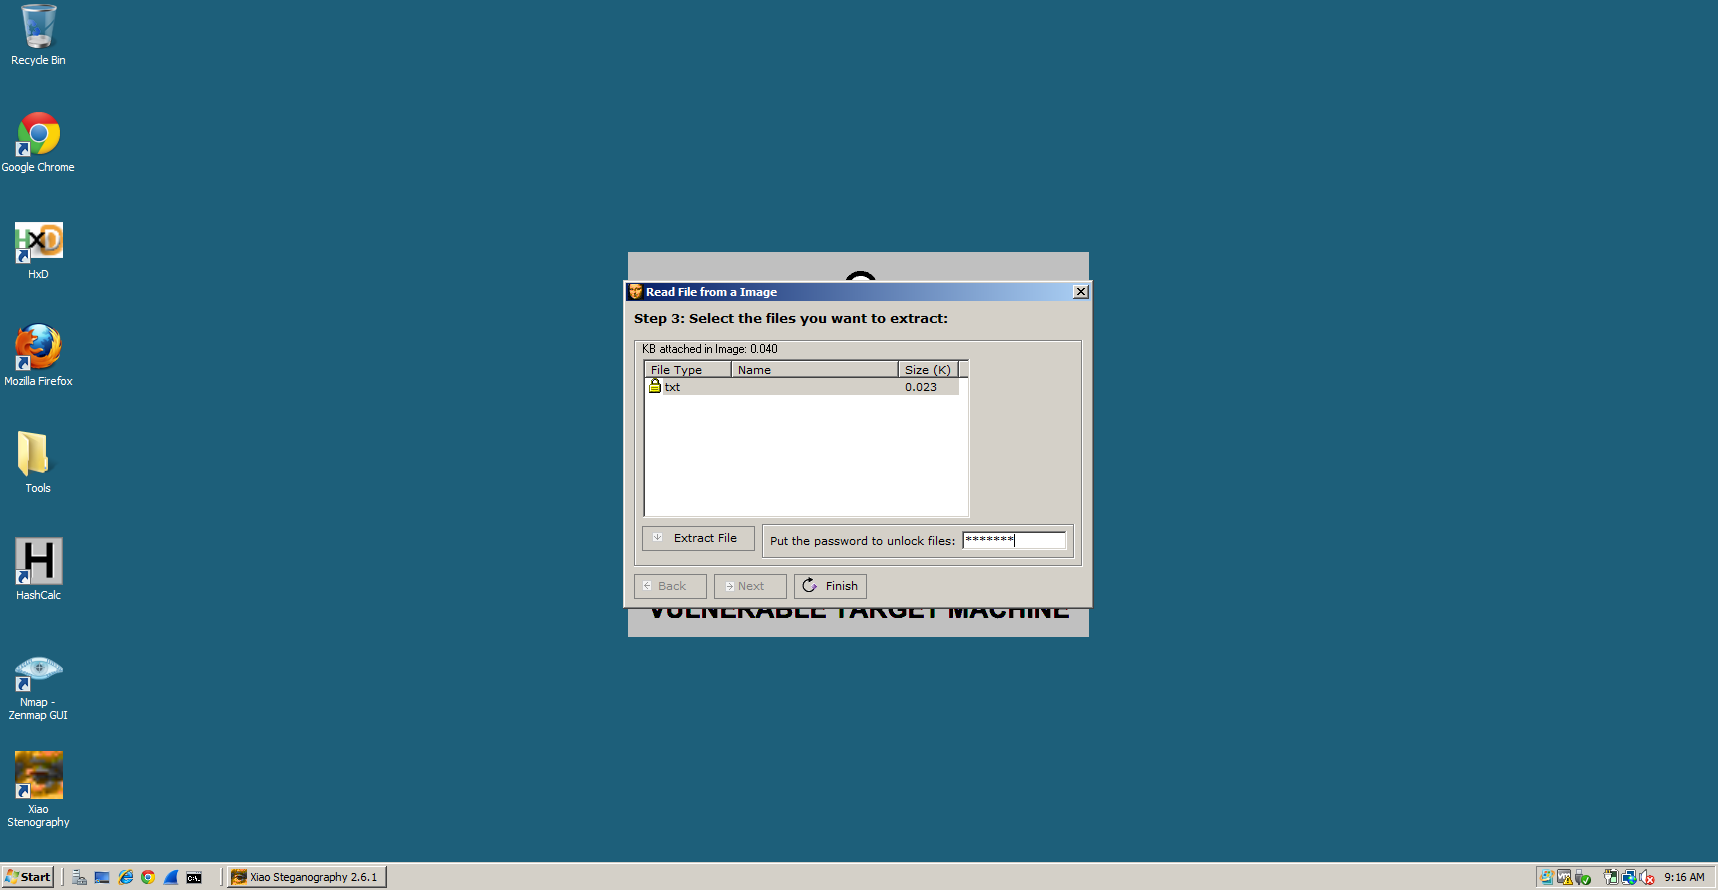 Recycle Bin
Google Chrome
HxD
HxD
Mozilla Firefox
Tools
H
HashCalc
Nmap -
Zenmap GUI
Xiao
Stenography
Read File from a Image
Step 3: Select the files you want to extract:
KB attached in Image: 0.040
File Type Name Size (K)
txt 0.023
Extract File Put the password to unlock files: *******
Back Next Finish
VULNERABLE TARGET MACHINE
Start C:\. Xiao Steganography 2.6.1 9:16 AM